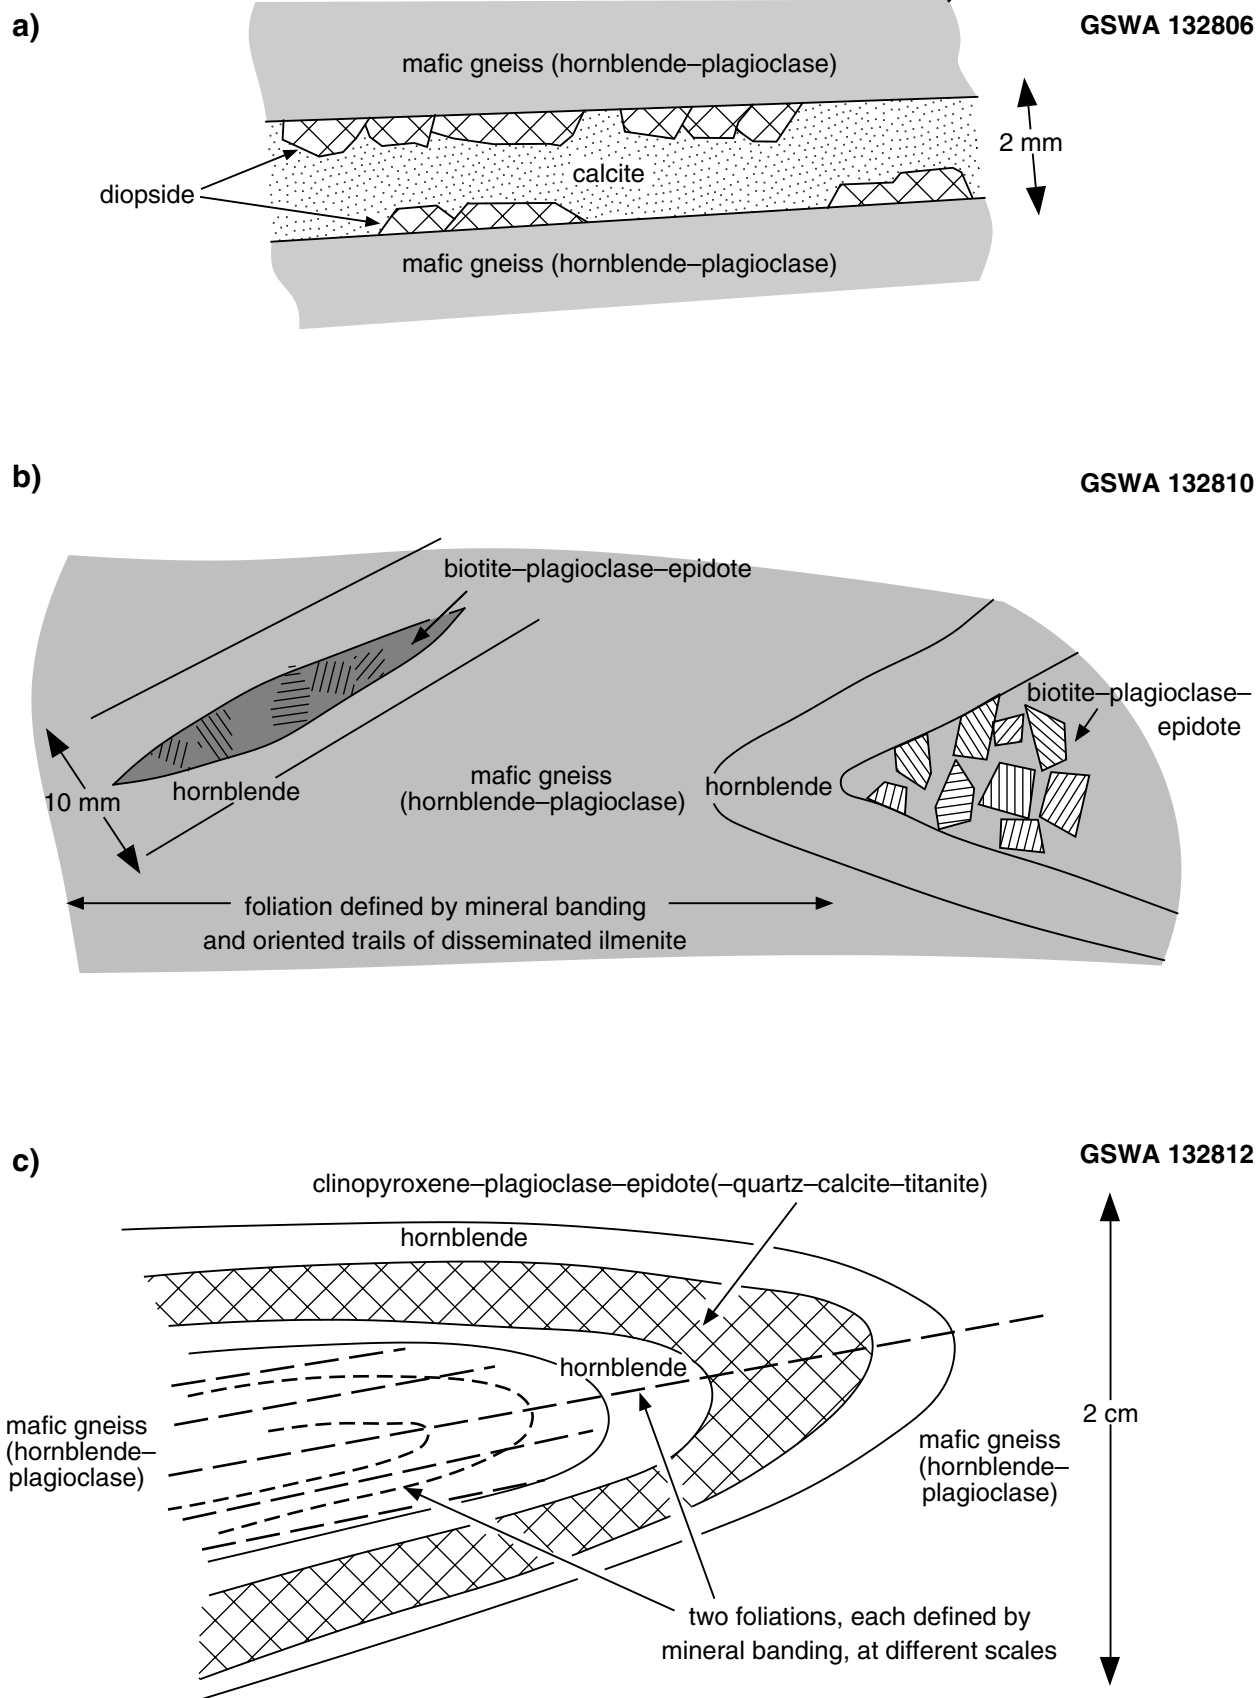 a)
GSWA 132806
mafic gneiss (hornblende–plagioclase)
2 mm
calcite
diopside
mafic gneiss (hornblende–plagioclase)
b)
GSWA 132810
biotite–plagioclase–epidote
biotite–plagioclase–
epidote
mafic gneiss
(hornblende–plagioclase)
hornblende
hornblende
10 mm
foliation defined by mineral banding
and oriented trails of disseminated ilmenite
c)
GSWA 132812
clinopyroxene–plagioclase–epidote(–quartz–calcite–titanite)
hornblende
hornblende
2 cm
mafic gneiss
(hornblende–
plagioclase)
mafic gneiss
(hornblende–
plagioclase)
two foliations, each defined by
mineral banding, at different scales